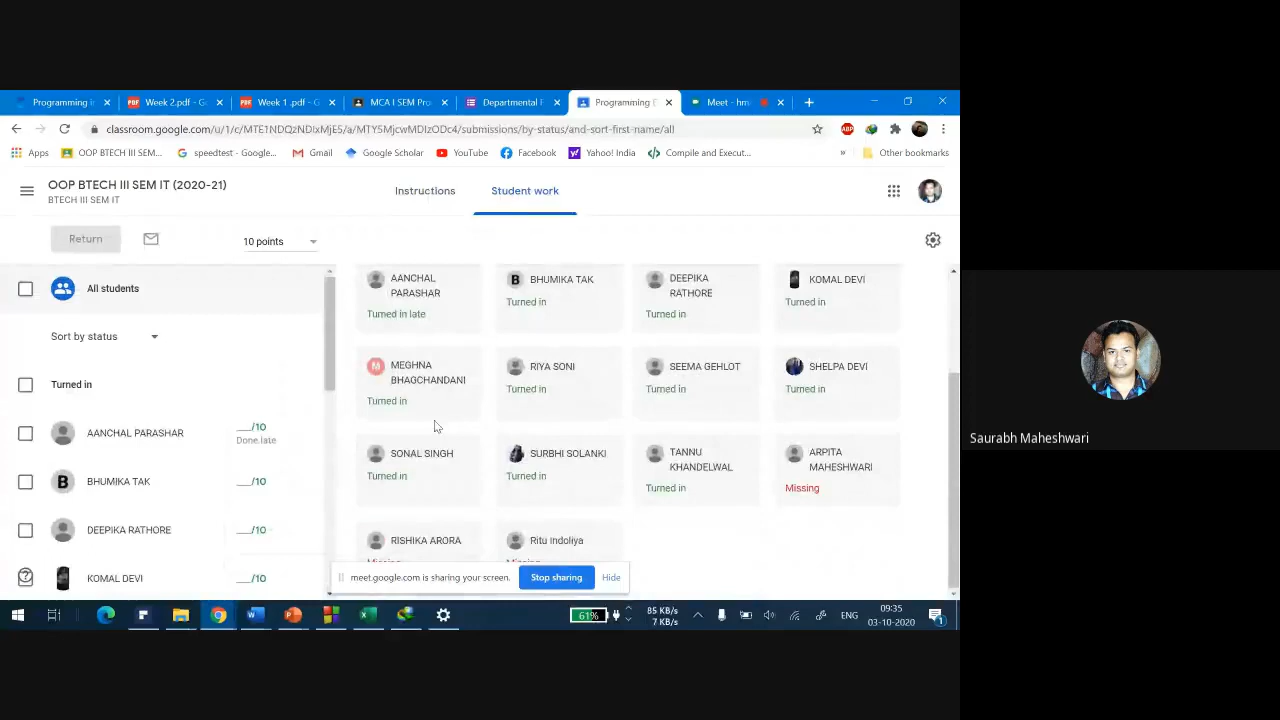 Programming i
Week 2.pdf - G
Week 1 .pdf - G
MCA I SEM Pro
Departmental F
Programming E
Meet - hm
classroom.google.com/u/1/c/MTE1NDQzNDIxMjE5/a/MTY5MjcwMDIzODc4/submissions/by-status/and-sort-first-name/all
Apps
OOP BTECH III SEM IT...
speedtest - Google...
Gmail
Google Scholar
YouTube
Facebook
Yahoo! India
Compile and Execut...
»
Other bookmarks
OOP BTECH III SEM IT (2020-21)
BTECH III SEM IT
Instructions
Student work
Return
10 points
All students
Sort by status
Turned in
AANCHAL PARASHAR
__/10
Done late
BHUMIKA TAK
__/10
DEEPIKA RATHORE
__/10
KOMAL DEVI
__/10
AANCHAL
PARASHAR
Turned in late
B
BHUMIKA TAK
Turned in
DEEPIKA
RATHORE
Turned in
KOMAL DEVI
Turned in
M
MEGHNA
BHAGCHANDANI
Turned in
RIYA SONI
Turned in
SEEMA GEHLOT
Turned in
SHELPA DEVI
Turned in
SONAL SINGH
Turned in
SURBHI SOLANKI
Turned in
TANNU
KHANDELWAL
Turned in
ARPITA
MAHESHWARI
Missing
RISHIKA ARORA
Missing
Ritu Indoliya
Missing
meet.google.com is sharing your screen.
Stop sharing
Hide
61%
85 KB/s
7 KB/s
ENG
09:35
03-10-2020
Saurabh Maheshwari